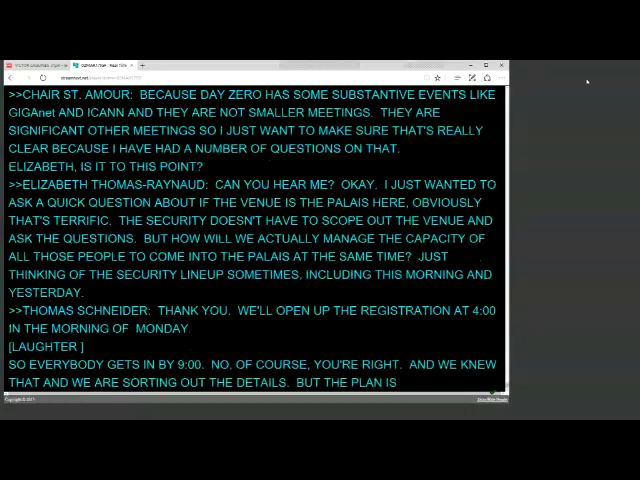 streamtext.net
>>CHAIR ST. AMOUR:  BECAUSE DAY ZERO HAS SOME SUBSTANTIVE EVENTS LIKE
GIGAnet AND ICANN AND THEY ARE NOT SMALLER MEETINGS.  THEY ARE
SIGNIFICANT OTHER MEETINGS SO I JUST WANT TO MAKE SURE THAT'S REALLY
CLEAR BECAUSE I HAVE HAD A NUMBER OF QUESTIONS ON THAT.
ELIZABETH, IS IT TO THIS POINT?
>>ELIZABETH THOMAS-RAYNAUD:  CAN YOU HEAR ME?  OKAY.  I JUST WANTED TO
ASK A QUICK QUESTION ABOUT IF THE VENUE IS THE PALAIS HERE, OBVIOUSLY
THAT'S TERRIFIC.  THE SECURITY DOESN'T HAVE TO SCOPE OUT THE VENUE AND
ASK THE QUESTIONS.  BUT HOW WILL WE ACTUALLY MANAGE THE CAPACITY OF
ALL THOSE PEOPLE TO COME INTO THE PALAIS AT THE SAME TIME?  JUST
THINKING OF THE SECURITY LINEUP SOMETIMES, INCLUDING THIS MORNING AND
YESTERDAY.
>>THOMAS SCHNEIDER:  THANK YOU.  WE'LL OPEN UP THE REGISTRATION AT 4:00
IN THE MORNING OF  MONDAY
[LAUGHTER ]
SO EVERYBODY GETS IN BY 9:00.  NO, OF COURSE, YOU'RE RIGHT.  AND WE KNEW
THAT AND WE ARE SORTING OUT THE DETAILS.  BUT THE PLAN IS